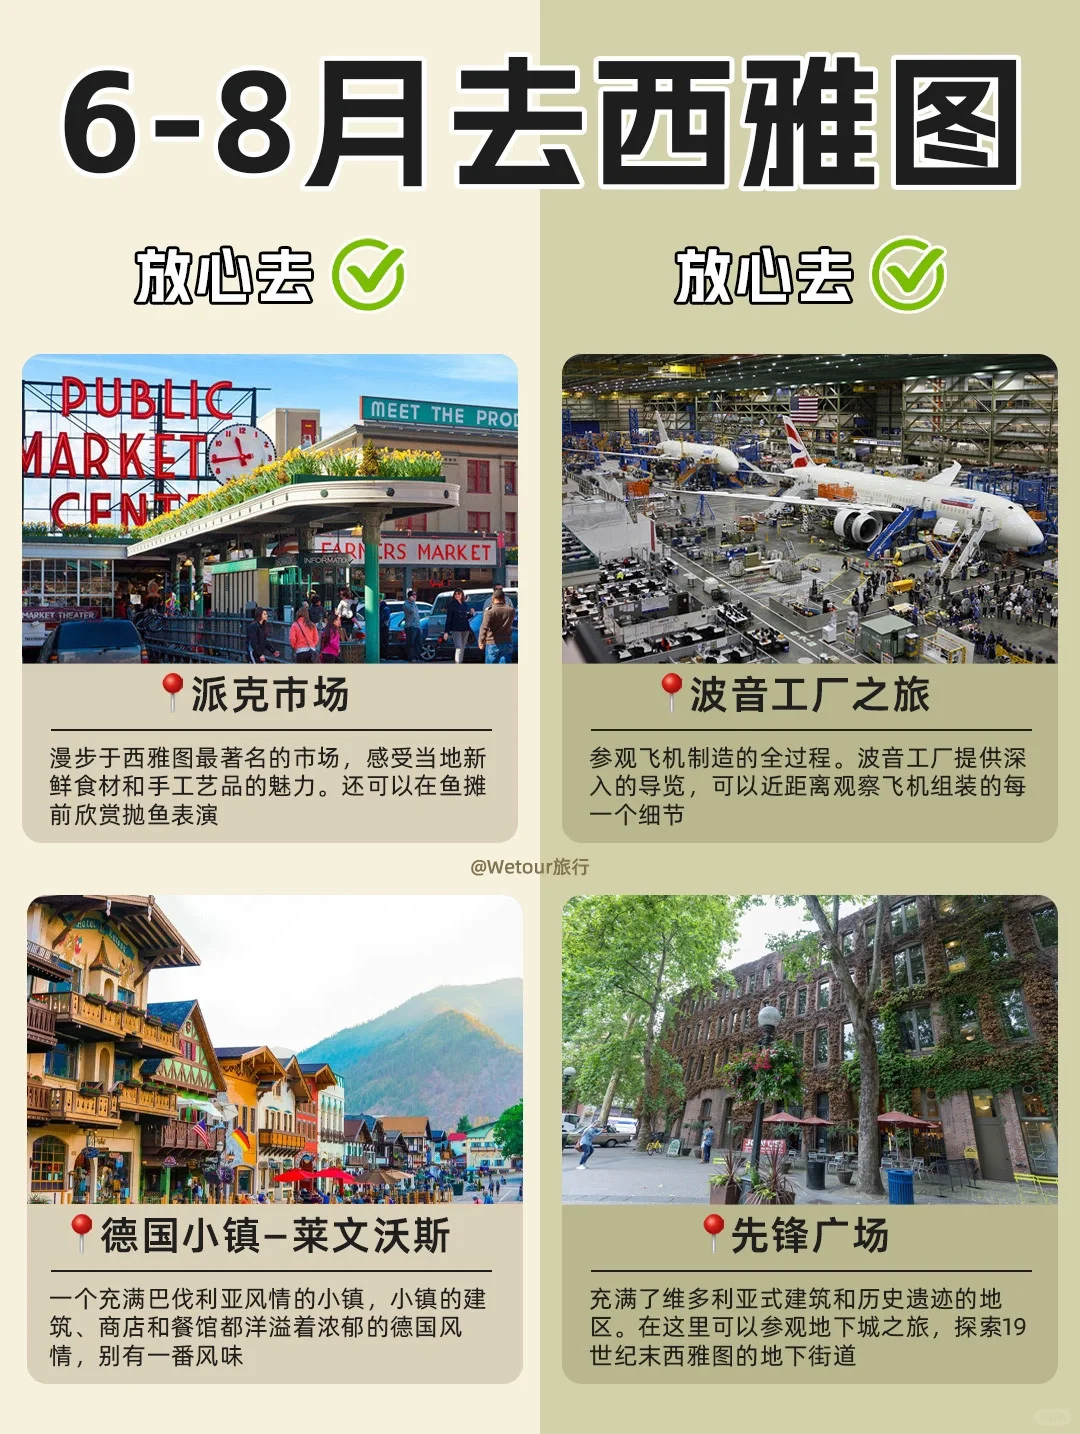 6-8月去西雅图
放心去
放心去
PUBLIC
MARKET
CENT
MEET THE PROD
FARMERS MARKET
INFORMATION
MARKET THEATER
派克市场
漫步于西雅图最著名的市场，感受当地新
鲜食材和手工艺品的魅力。还可以在鱼摊
前欣赏抛鱼表演
波音工厂之旅
参观飞机制造的全过程。波音工厂提供深
入的导览，可以近距离观察飞机组装的每
一个细节
@Wetour旅行
德国小镇–莱文沃斯
一个充满巴伐利亚风情的小镇，小镇的建
筑、商店和餐馆都洋溢着浓郁的德国风
情，别有一番风味
先锋广场
充满了维多利亚式建筑和历史遗迹的地
区。在这里可以参观地下城之旅，探索19
世纪末西雅图的地下街道